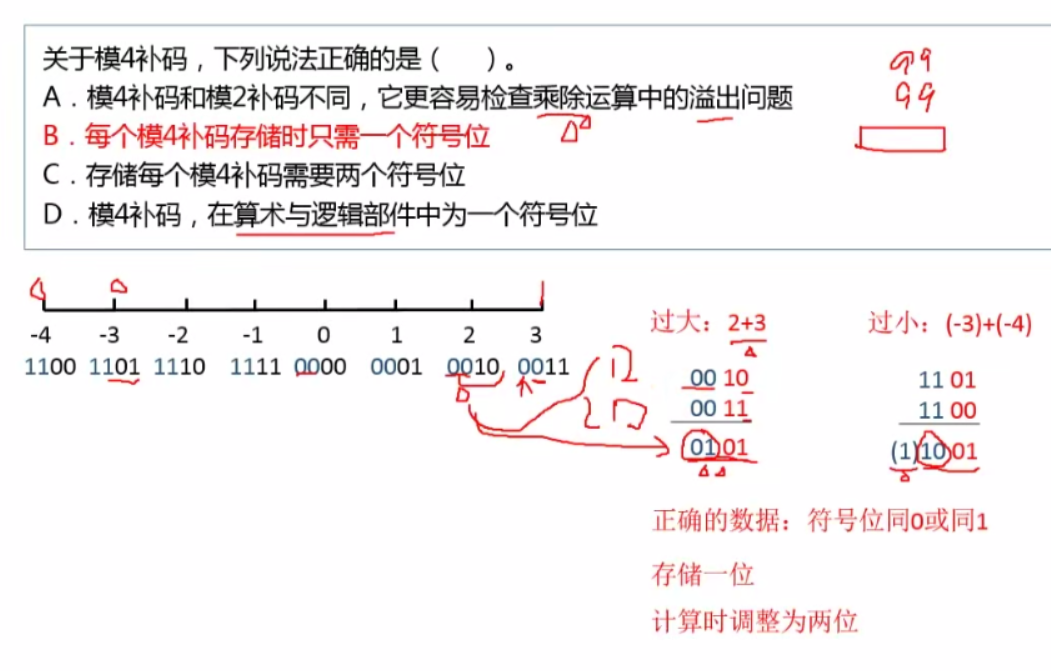 关于模4补码，下列说法正确的是（　　）。
A．模4补码和模2补码不同，它更容易检查乘除运算中的溢出问题
B．每个模4补码存储时只需一个符号位
C．存储每个模4补码需要两个符号位
D．模4补码，在算术与逻辑部件中为一个符号位
-4 -3 -2 -1 0 1 2 3
1100 1101 1110 1111 0000 0001 0010 0011
过大：2+3
00 10
00 11
01 01
过小：(-3)+(-4)
11 01
11 00
(1)10 01
正确的数据：符号位同0或同1
存储一位
计算时调整为两位